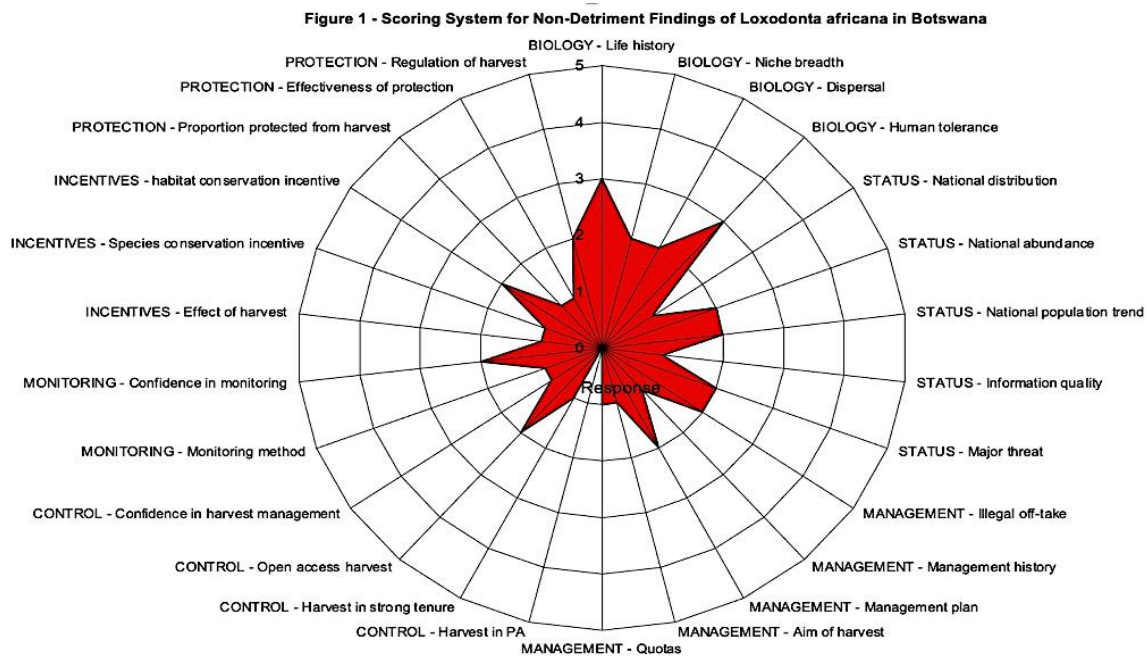 Figure 1 - Scoring System for Non-Detriment Findings of Loxodonta africana in Botswana
BIOLOGY - Life history
PROTECTION - Regulation of harvest
BIOLOGY - Niche breadth
PROTECTION - Effectiveness of protection
BIOLOGY - Dispersal
PROTECTION - Proportion protected from harvest
BIOLOGY - Human tolerance
INCENTIVES - habitat conservation incentive
STATUS - National distribution
INCENTIVES - Species conservation incentive
STATUS - National abundance
INCENTIVES - Effect of harvest
STATUS - National population trend
MONITORING - Confidence in monitoring
STATUS - Information quality
MONITORING - Monitoring method
STATUS - Major threat
CONTROL - Confidence in harvest management
MANAGEMENT - Illegal off-take
CONTROL - Open access harvest
MANAGEMENT - Management history
CONTROL - Harvest in strong tenure
MANAGEMENT - Management plan
CONTROL - Harvest in PA
MANAGEMENT - Aim of harvest
MANAGEMENT - Quotas
5
4
3
2
1
0
Response